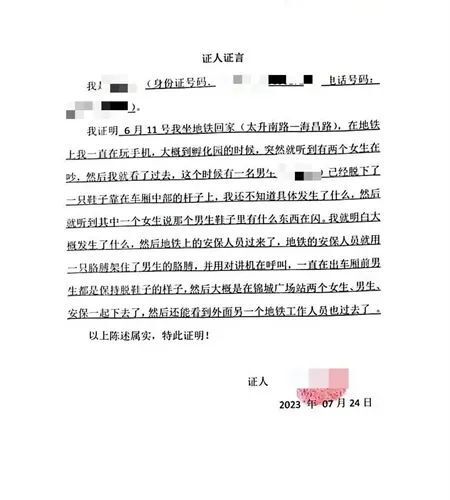 证人证言
我是 （身份证号码: 电话号码:
）。
我证明 6 月 11 号我坐地铁回家（太升南路—海昌路），在地铁
上我一直在玩手机，大概到孵化园的时候，突然就听到有两个女生在
吵，然后我就看了过去，这个时候有一名男生 ）已经脱下了
一只鞋子靠在车厢中部的杆子上，我还不知道具体发生了什么，然后
就听到其中一个女生说那个男生鞋子里有什么东西在闪。我就明白大
概发生了什么，然后地铁上的安保人员过来了，地铁的安保人员就用
一只胳膊架住了男生的胳膊，并用对讲机在呼叫，一直在出车厢前男
生都是保持脱鞋子的样子，然后大概是在锦城广场站两个女生、男生、
安保一起下去了，然后还能看到外面另一个地铁工作人员也过去了 。
以上陈述属实，特此证明！
证人
2023 年 07 月 24 日